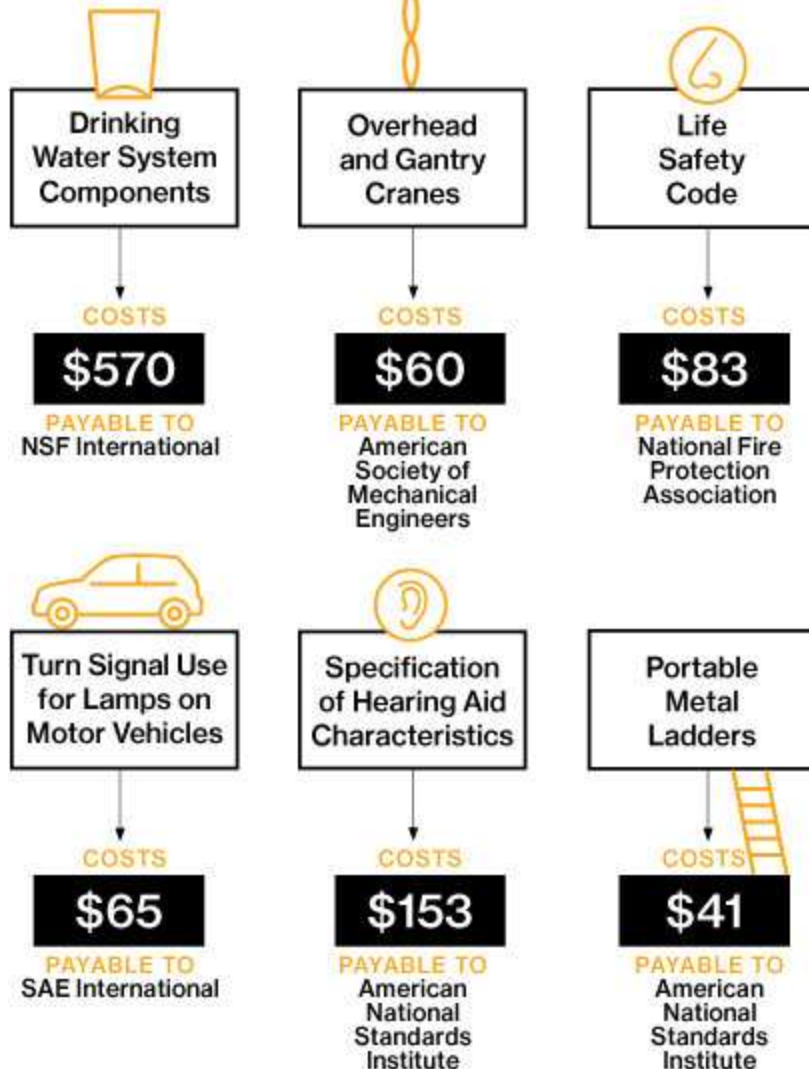 Drinking
Water System
Components
COSTS
$570
PAYABLE TO
NSF International
Overhead
and Gantry
Cranes
COSTS
$60
PAYABLE TO
American
Society of
Mechanical
Engineers
Life
Safety
Code
COSTS
$83
PAYABLE TO
National Fire
Protection
Association
Turn Signal Use
for Lamps on
Motor Vehicles
COSTS
$65
PAYABLE TO
SAE International
Specification
of Hearing Aid
Characteristics
COSTS
$153
PAYABLE TO
American
National
Standards
Institute
Portable
Metal
Ladders
COSTS
$41
PAYABLE TO
American
National
Standards
Institute